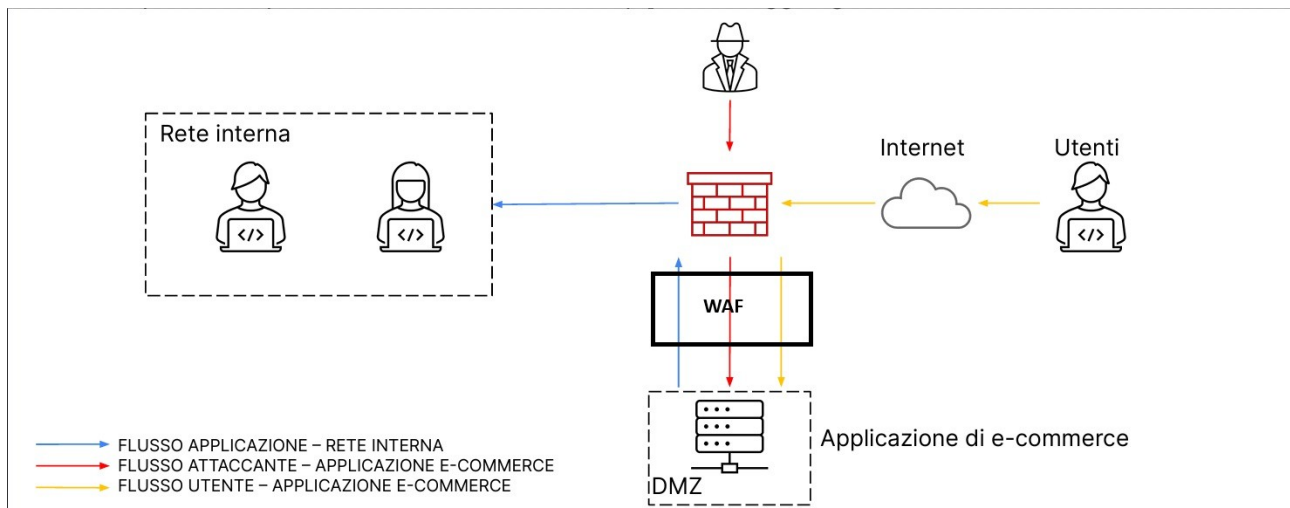 Rete interna
Internet
Utenti
</>
</>
</>
WAF
Applicazione di e-commerce
DMZ
FLUSSO APPLICAZIONE – RETE INTERNA
FLUSSO ATTACCANTE – APPLICAZIONE E-COMMERCE
FLUSSO UTENTE – APPLICAZIONE E-COMMERCE